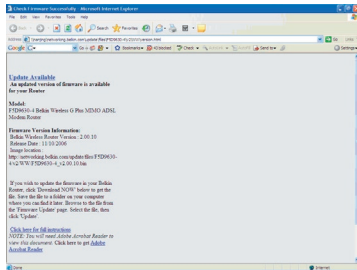 Check Firmware Successfully - Microsoft Internet Explorer
File Edit View Favorites Tools Help
Search Favorites
Google
Bookmarks Check Send to Settings
Update Available
An updated version of firmware is available
for your Router
Model:
F5D9630-4 Belkin Wireless G Plus MIMO ADSL
Modem Router
Firmware Version Information:
Belkin Wireless Router Version : 2.00.10
Release Date : 11/10/2006
Image location :
http://networking.belkin.com/update/files/F5D9630-
4/v2/WW/F5D9630-4_v2.00.10.bin
If you wish to update the firmware in your Belkin
Router, click 'Download NOW' below to get the
file. Save the file to a folder on your computer
where you can find it later. Browse to the file from
the 'Firmware Update' page. Select the file, then
click 'Update'.
Click here for full instructions
NOTE: You will need Adobe Acrobat Reader to
view this document. Click here to get Adobe
Acrobat Reader
Done Internet